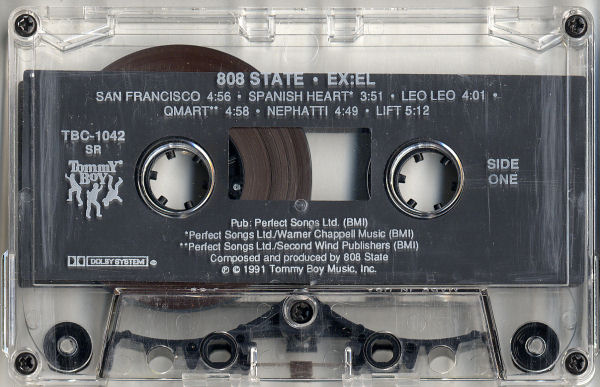 808 STATE • EX:EL
SAN FRANCISCO 4:56 • SPANISH HEART* 3:51 • LEO LEO 4:01 •
QMART** 4:58 • NEPHATTI 4:49 • LIFT 5:12
TBC-1042
SR
Tommy
Boy
SIDE
ONE
Pub: Perfect Songs Ltd. (BMI)
*Perfect Songs Ltd./Warner Chappell Music (BMI)
**Perfect Songs Ltd./Second Wind Publishers (BMI)
Composed and produced by 808 State
℗ © 1991 Tommy Boy Music, Inc.
DOLBY SYSTEM